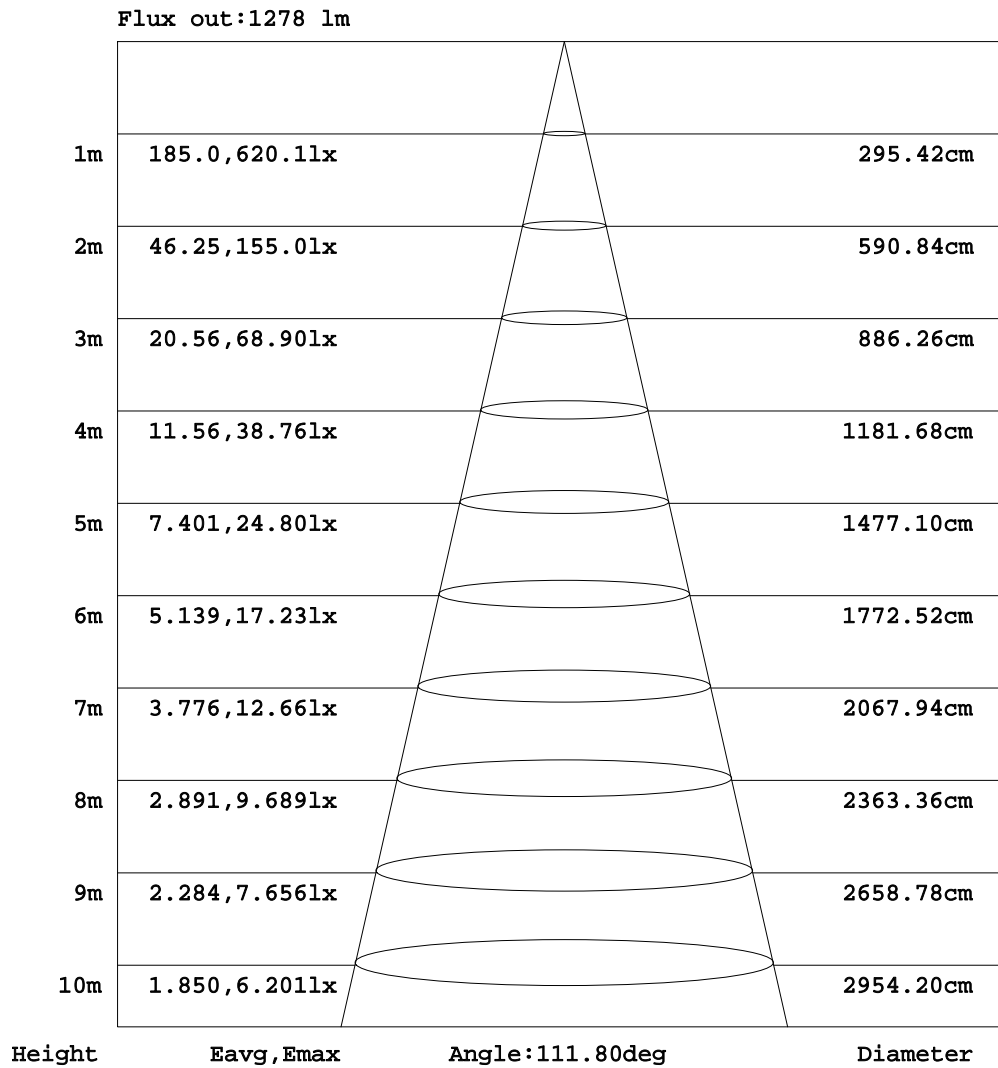 Flux out:1278 lm
1m 185.0,620.1lx 295.42cm
2m 46.25,155.0lx 590.84cm
3m 20.56,68.90lx 886.26cm
4m 11.56,38.76lx 1181.68cm
5m 7.401,24.80lx 1477.10cm
6m 5.139,17.23lx 1772.52cm
7m 3.776,12.66lx 2067.94cm
8m 2.891,9.689lx 2363.36cm
9m 2.284,7.656lx 2658.78cm
10m 1.850,6.201lx 2954.20cm
Height Eavg,Emax Angle:111.80deg Diameter